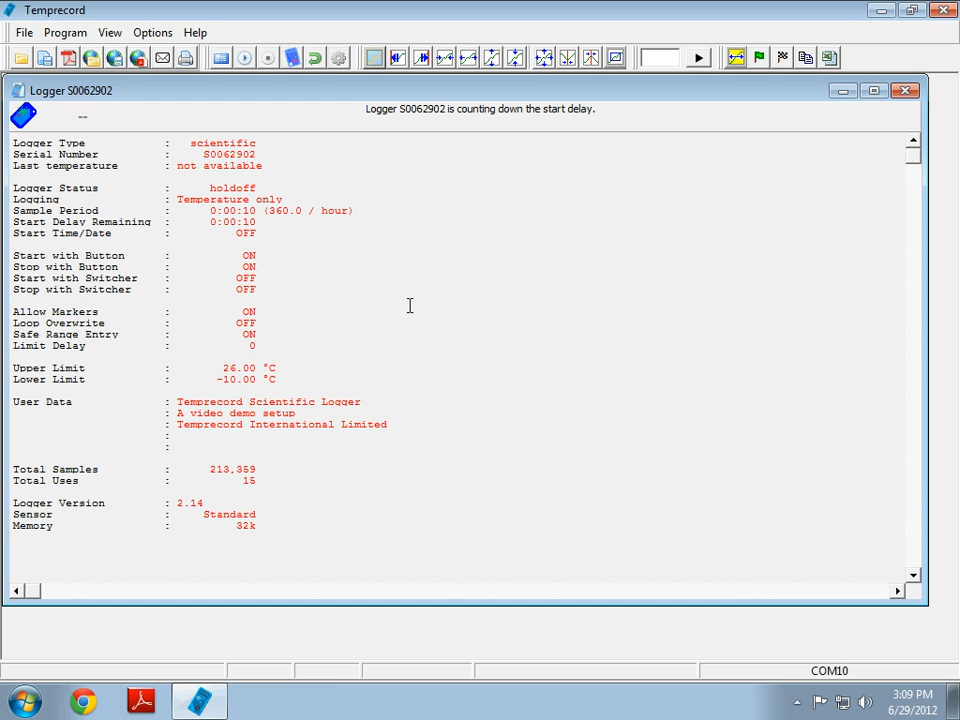 Temprecord
File Program View Options Help
Logger S0062902
-- Logger S0062902 is counting down the start delay.
Logger Type : scientific
Serial Number : S0062902
Last temperature : not available
Logger Status : holdoff
Logging : Temperature only
Sample Period : 0:00:10 (360.0 / hour)
Start Delay Remaining : 0:00:10
Start Time/Date : OFF
Start with Button : ON
Stop with Button : ON
Start with Switcher : OFF
Stop with Switcher : OFF
Allow Markers : ON
Loop Overwrite : OFF
Safe Range Entry : ON
Limit Delay : 0
Upper Limit : 26.00 °C
Lower Limit : -10.00 °C
User Data : Temprecord Scientific Logger
: A video demo setup
: Temprecord International Limited
:
:
Total Samples : 213,359
Total Uses : 15
Logger Version : 2.14
Sensor : Standard
Memory : 32k
COM10
3:09 PM
6/29/2012